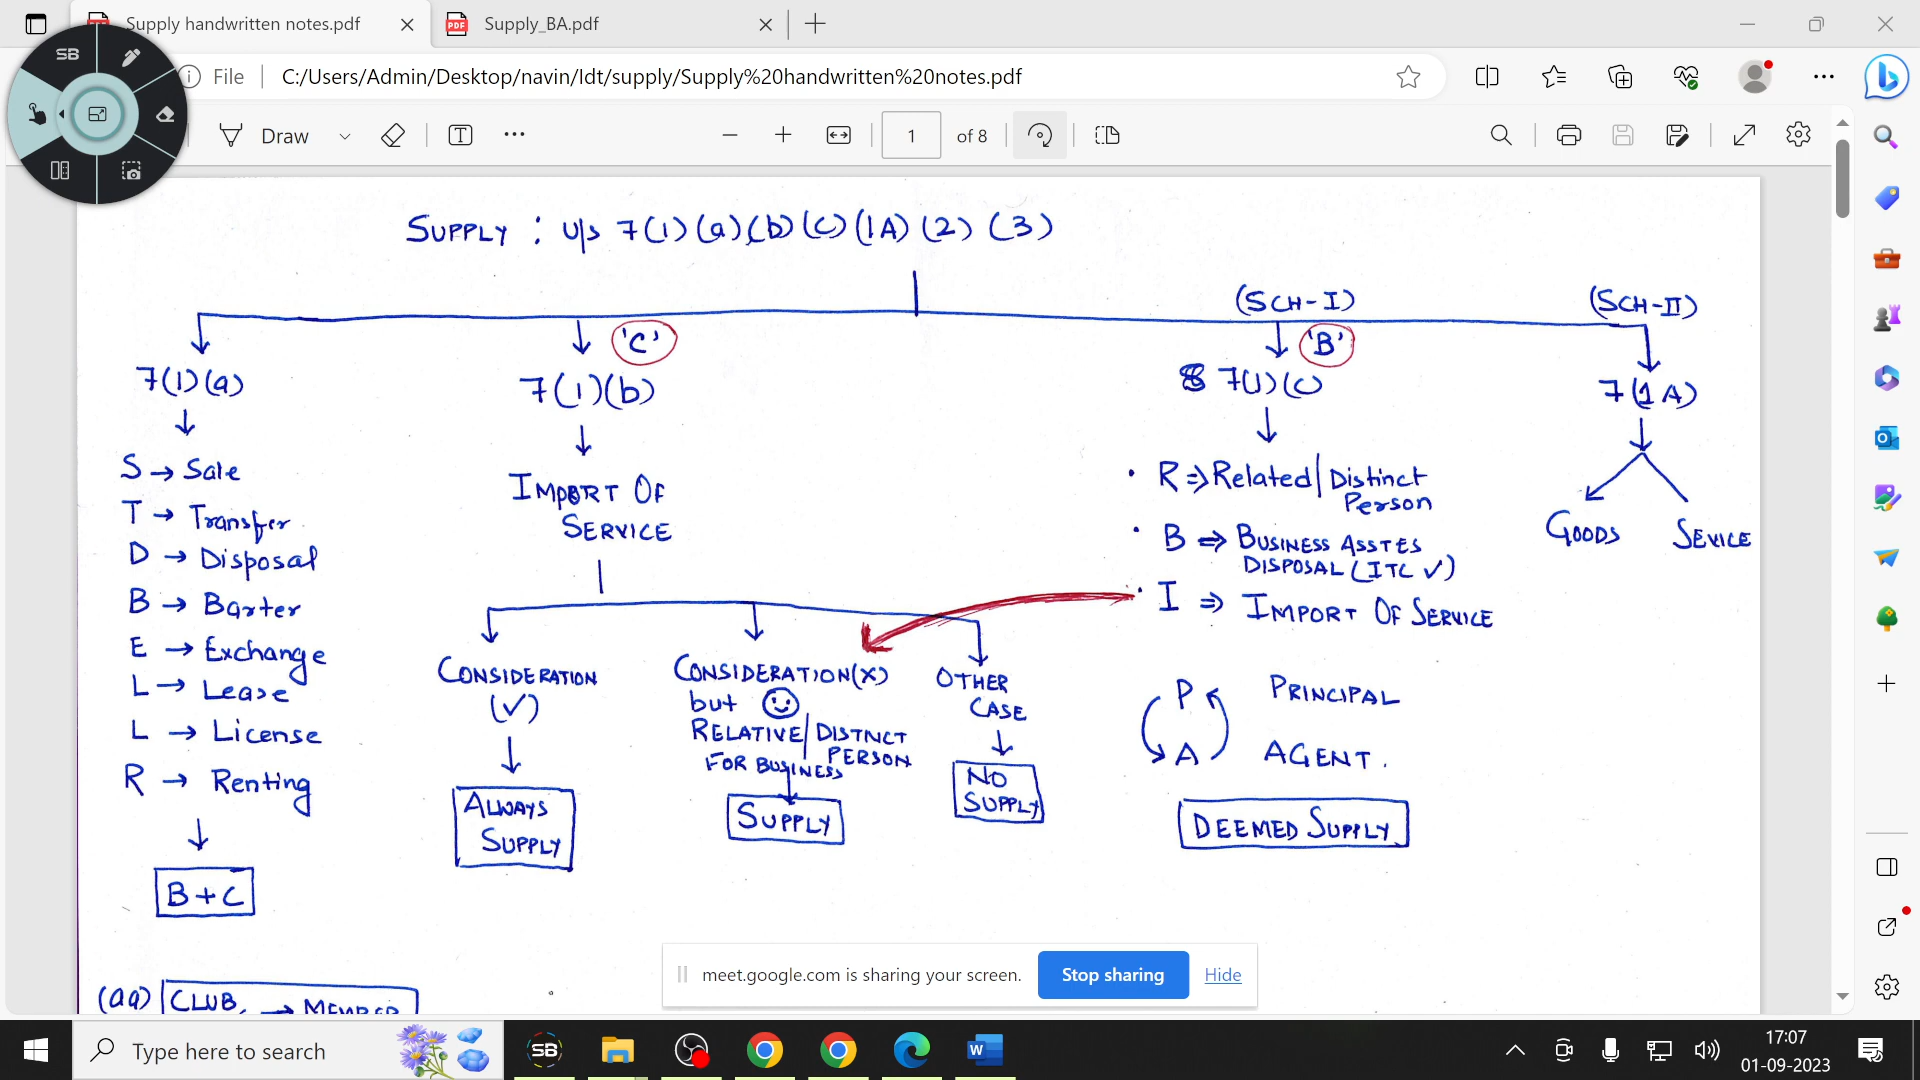 Supply handwritten notes.pdf
Supply_BA.pdf
SB
File
C:/Users/Admin/Desktop/navin/Idt/supply/Supply%20handwritten%20notes.pdf
Draw
1
of 8
SUPPLY : U/s 7(1)(a)(b)(c)(1A)(2)(3)
(SCH-I)
(SCH-II)
'C'
'B'
7(1)(a)
7(1)(b)
7(1)(c)
7(1A)
S → Sale
T → Transfer
D → Disposal
B → Barter
E → Exchange
L → Lease
L → License
R → Renting
B+C
IMPORT OF
SERVICE
CONSIDERATION
(✓)
ALWAYS
SUPPLY
CONSIDERATION(X)
but ☺
RELATIVE/DISTNCT
PERSON
FOR BUSINESS
SUPPLY
OTHER
CASE
NO
SUPPLY
• R ⇒ Related/Distinct
Person
• B ⇒ BUSINESS ASSTES
DISPOSAL (ITC ✓)
• I ⇒ IMPORT OF SERVICE
P PRINCIPAL
A AGENT.
DEEMED SUPPLY
GOODS
SEVICE
(aa) CLUB, → MEMBER
meet.google.com is sharing your screen.
Stop sharing
Hide
Type here to search
SB
17:07
01-09-2023